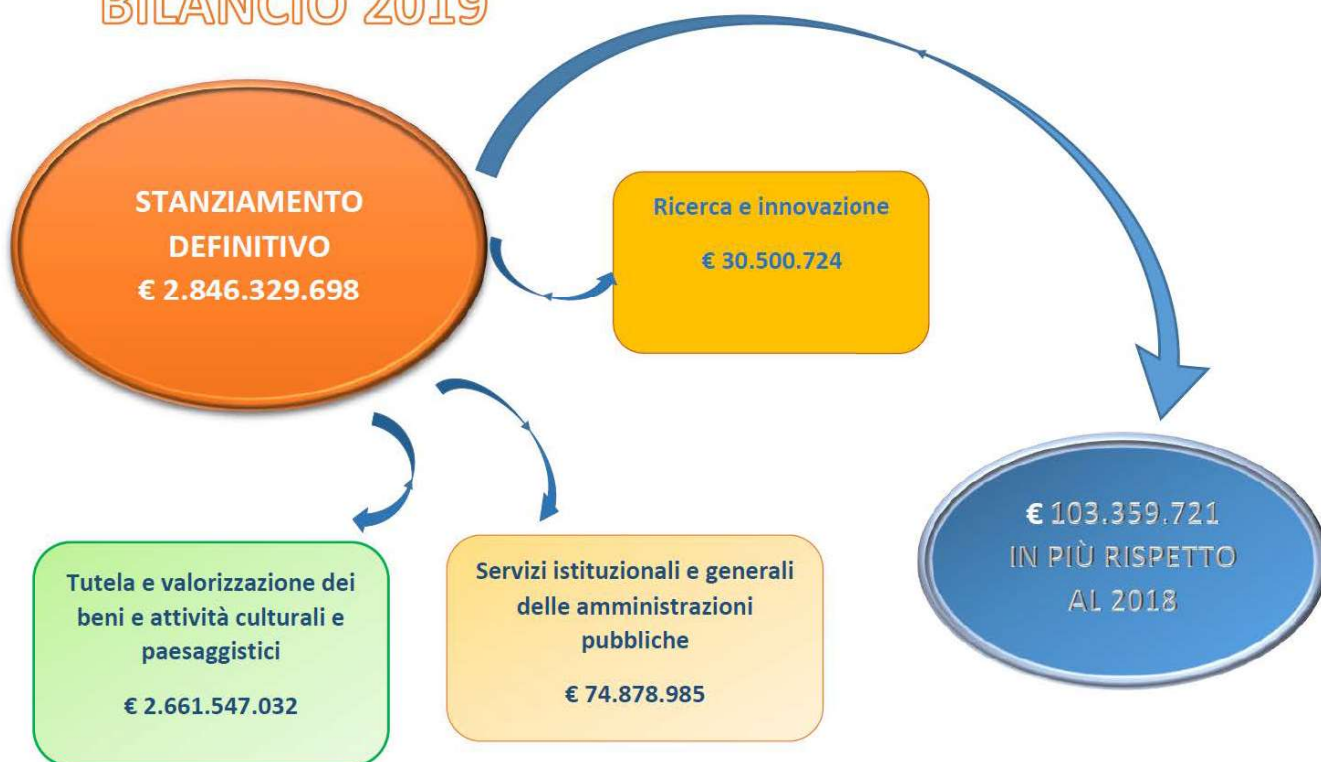 BILANCIO 2019
STANZIAMENTO
DEFINITIVO
€ 2.846.329.698
Ricerca e innovazione
€ 30.500.724
€ 103.359.721
IN PIÙ RISPETTO
AL 2018
Tutela e valorizzazione dei
beni e attività culturali e
paesaggistici
€ 2.661.547.032
Servizi istituzionali e generali
delle amministrazioni
pubbliche
€ 74.878.985